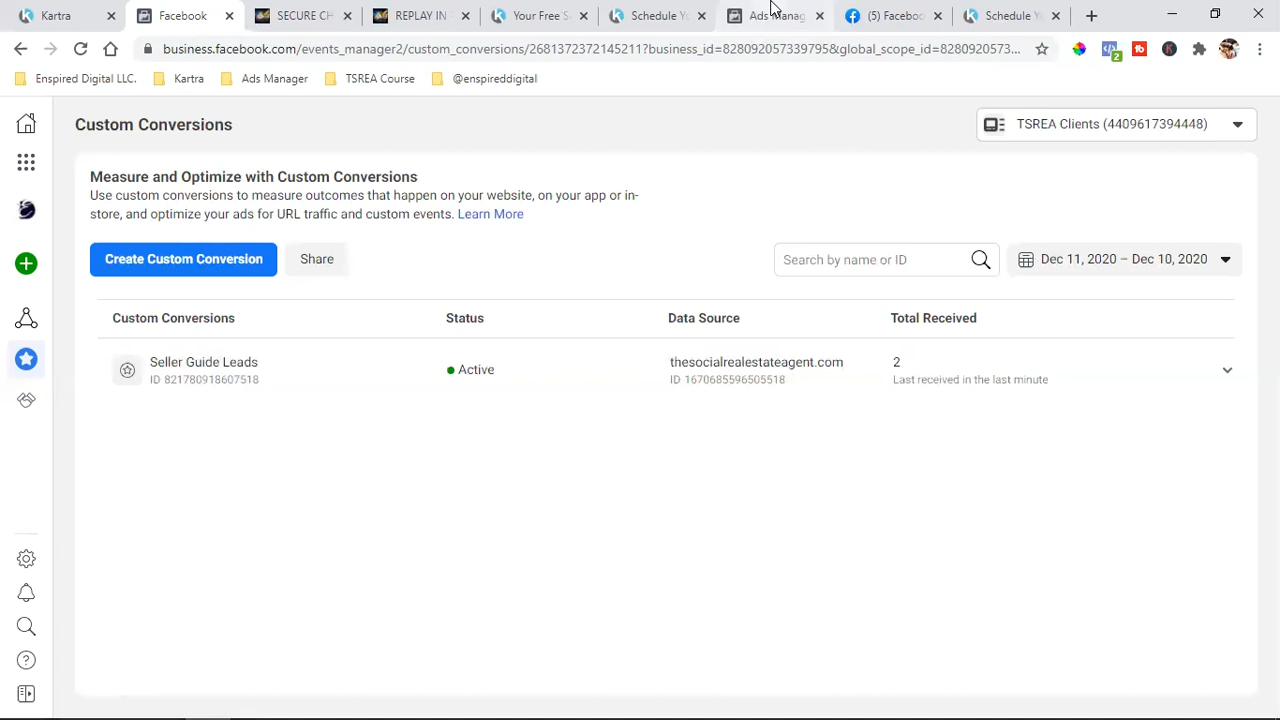 Kartra
Facebook
SECURE CH
REPLAY IN
Your Free S
Schedule Yo
Ads Manag
(5) Faceboo
Schedule Y
business.facebook.com/events_manager2/custom_conversions/2681372372145211?business_id=828092057339795&global_scope_id=8280920573...
2
Enspired Digital LLC.
Kartra
Ads Manager
TSREA Course
@enspireddigital
Custom Conversions
TSREA Clients (4409617394448)
Measure and Optimize with Custom Conversions
Use custom conversions to measure outcomes that happen on your website, on your app or in-
store, and optimize your ads for URL traffic and custom events. Learn More
Create Custom Conversion
Share
Search by name or ID
Dec 11, 2020 – Dec 10, 2020
Custom Conversions
Status
Data Source
Total Received
Seller Guide Leads
ID 821780918607518
Active
thesocialrealestateagent.com
ID 1670685596505518
2
Last received in the last minute